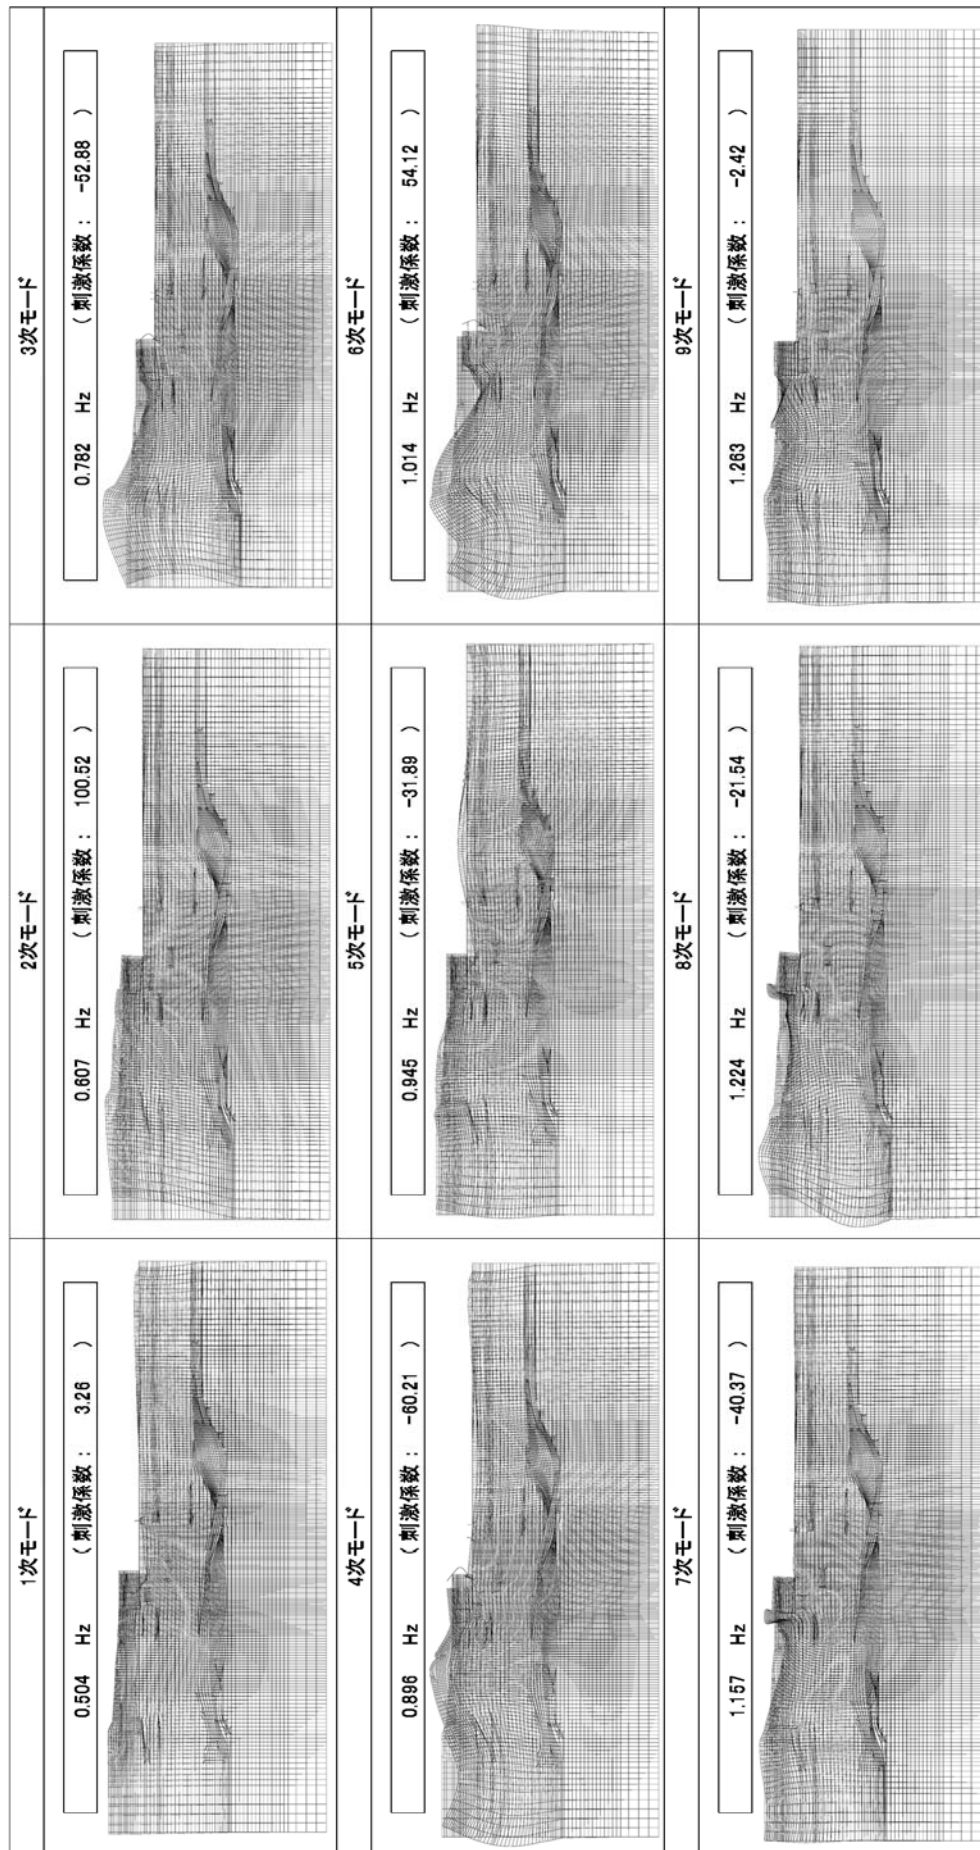 1次モード
0.504 Hz (刺激係数: 3.26 )
2次モード
0.607 Hz (刺激係数: 100.52 )
3次モード
0.782 Hz (刺激係数: -52.88 )
4次モード
0.896 Hz (刺激係数: -60.21 )
5次モード
0.945 Hz (刺激係数: -31.89 )
6次モード
1.014 Hz (刺激係数: 54.12 )
7次モード
1.157 Hz (刺激係数: -40.37 )
8次モード
1.224 Hz (刺激係数: -21.54 )
9次モード
1.263 Hz (刺激係数: -2.42 )